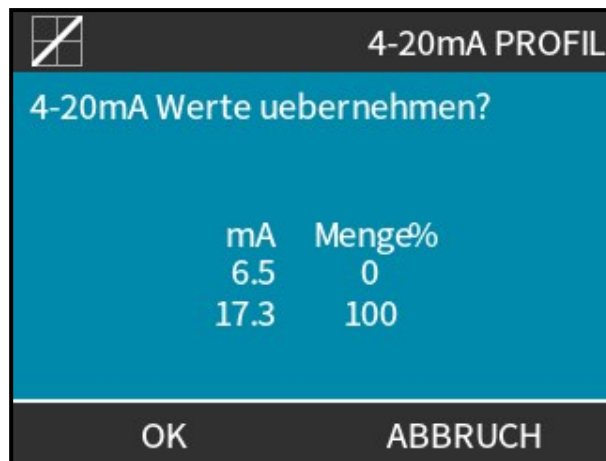 4-20mA PROFIL
4-20mA Werte uebernehmen?
mA Menge%
6.5 0
17.3 100
OK ABBRUCH